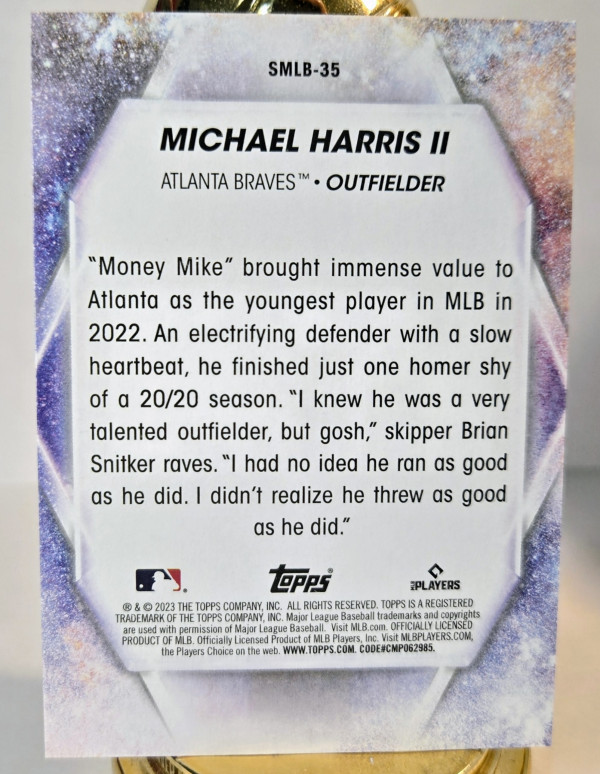 SMLB-35
MICHAEL HARRIS II
ATLANTA BRAVES™ • OUTFIELDER
"Money Mike" brought immense value to
Atlanta as the youngest player in MLB in
2022. An electrifying defender with a slow
heartbeat, he finished just one homer shy
of a 20/20 season. "I knew he was a very
talented outfielder, but gosh," skipper Brian
Snitker raves. "I had no idea he ran as good
as he did. I didn't realize he threw as good
as he did."
Topps®
MLB PLAYERS
® & © 2023 THE TOPPS COMPANY, INC. ALL RIGHTS RESERVED. TOPPS IS A REGISTERED
TRADEMARK OF THE TOPPS COMPANY, INC. Major League Baseball trademarks and copyrights
are used with permission of Major League Baseball. Visit MLB.com. OFFICIALLY LICENSED
PRODUCT OF MLB. Officially Licensed Product of MLB Players, Inc. Visit MLBPLAYERS.COM,
the Players Choice on the web. WWW.TOPPS.COM. CODE#CMP062985.